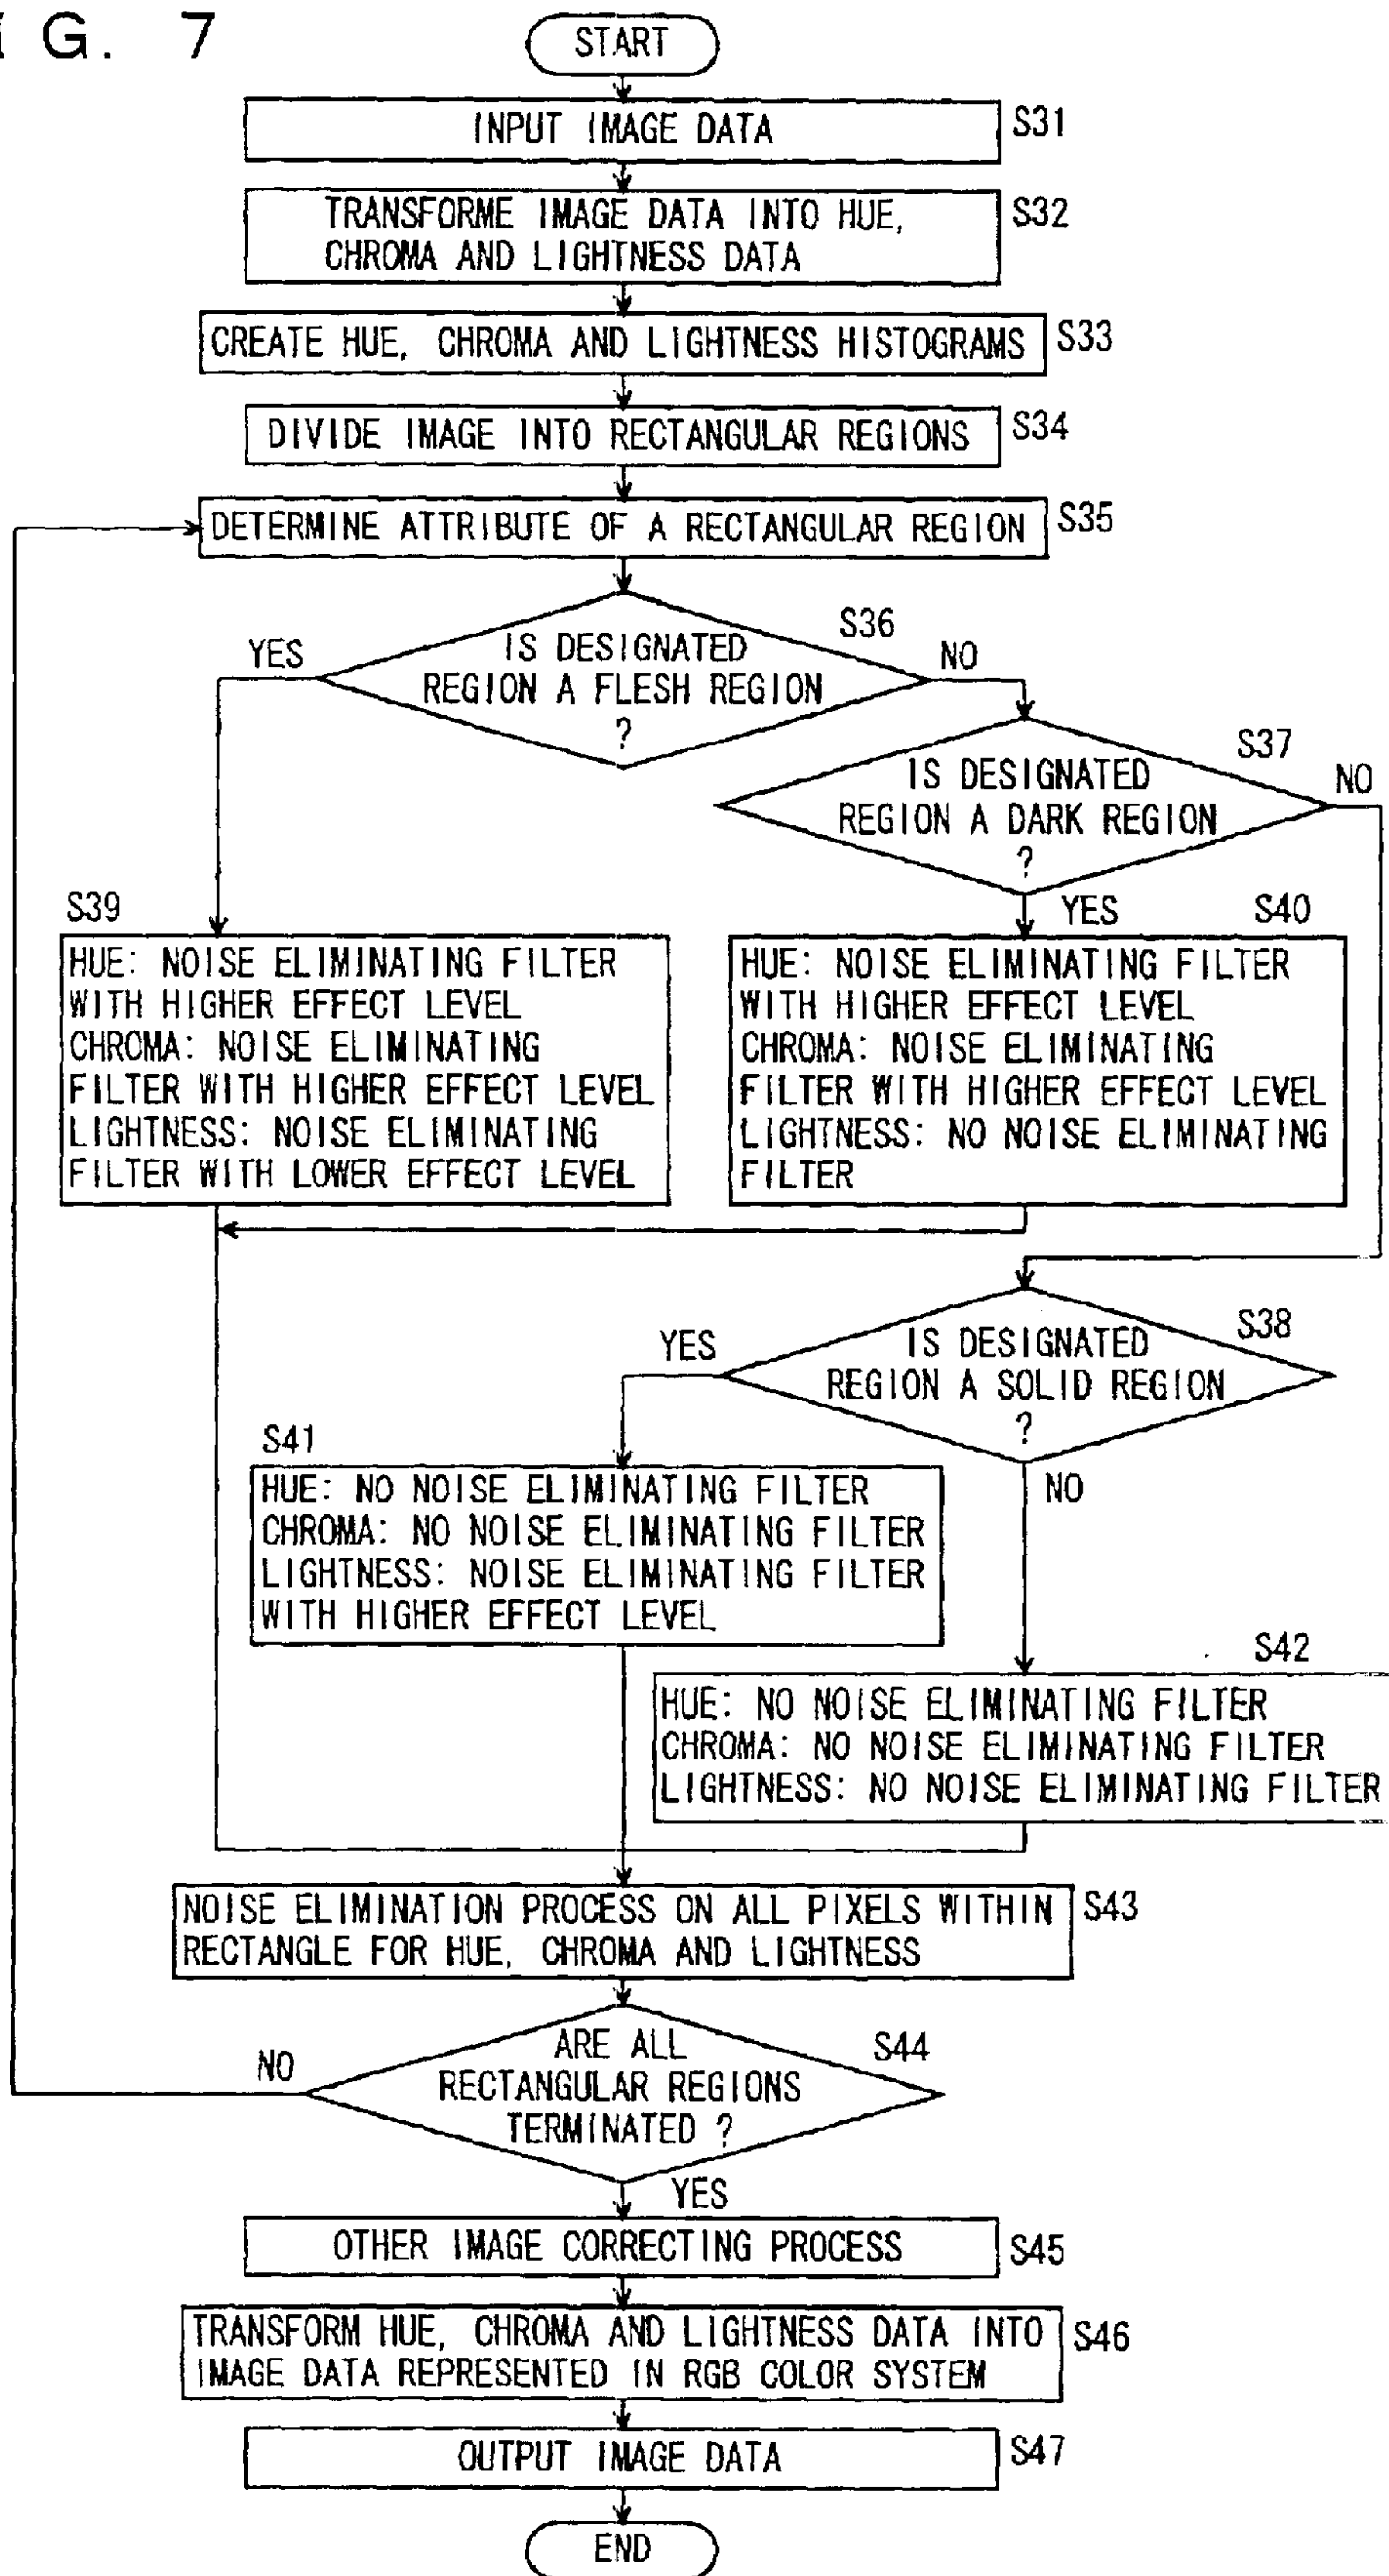 G. 7
START
INPUT IMAGE DATA
S31
TRANSFORME IMAGE DATA INTO HUE,
CHROMA AND LIGHTNESS DATA
S32
CREATE HUE, CHROMA AND LIGHTNESS HISTOGRAMS
S33
DIVIDE IMAGE INTO RECTANGULAR REGIONS
S34
DETERMINE ATTRIBUTE OF A RECTANGULAR REGION
S35
IS DESIGNATED
REGION A FLESH REGION
?
S36
YES
NO
IS DESIGNATED
REGION A DARK REGION
?
S37
NO
YES
S39
HUE: NOISE ELIMINATING FILTER
WITH HIGHER EFFECT LEVEL
CHROMA: NOISE ELIMINATING
FILTER WITH HIGHER EFFECT LEVEL
LIGHTNESS: NOISE ELIMINATING
FILTER WITH LOWER EFFECT LEVEL
S40
HUE: NOISE ELIMINATING FILTER
WITH HIGHER EFFECT LEVEL
CHROMA: NOISE ELIMINATING
FILTER WITH HIGHER EFFECT LEVEL
LIGHTNESS: NO NOISE ELIMINATING
FILTER
IS DESIGNATED
REGION A SOLID REGION
?
S38
YES
NO
S41
HUE: NO NOISE ELIMINATING FILTER
CHROMA: NO NOISE ELIMINATING FILTER
LIGHTNESS: NOISE ELIMINATING FILTER
WITH HIGHER EFFECT LEVEL
S42
HUE: NO NOISE ELIMINATING FILTER
CHROMA: NO NOISE ELIMINATING FILTER
LIGHTNESS: NO NOISE ELIMINATING FILTER
NOISE ELIMINATION PROCESS ON ALL PIXELS WITHIN
RECTANGLE FOR HUE, CHROMA AND LIGHTNESS
S43
ARE ALL
RECTANGULAR REGIONS
TERMINATED ?
S44
NO
YES
OTHER IMAGE CORRECTING PROCESS
S45
TRANSFORM HUE, CHROMA AND LIGHTNESS DATA INTO
IMAGE DATA REPRESENTED IN RGB COLOR SYSTEM
S46
OUTPUT IMAGE DATA
S47
END